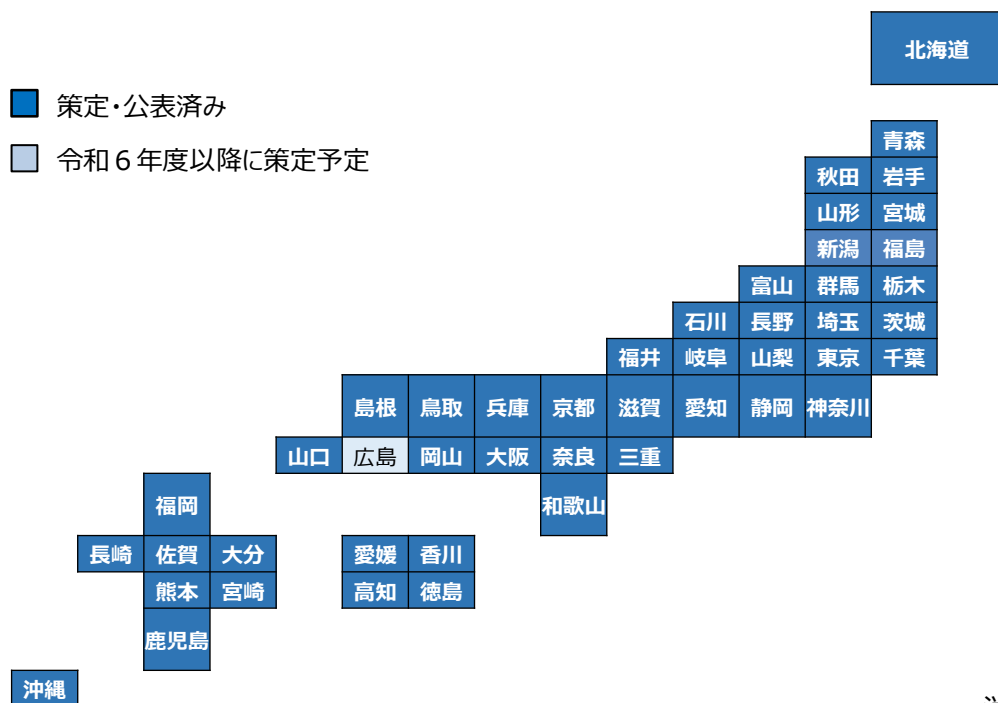 北海道
策定・公表済み
令和６年度以降に策定予定
青森
秋田 岩手
山形 宮城
新潟 福島
富山 群馬 栃木
石川 長野 埼玉 茨城
福井 岐阜 山梨 東京 千葉
島根 鳥取 兵庫 京都 滋賀 愛知 静岡 神奈川
山口 広島 岡山 大阪 奈良 三重
福岡 和歌山
長崎 佐賀 大分 愛媛 香川
熊本 宮崎 高知 徳島
鹿児島
沖縄